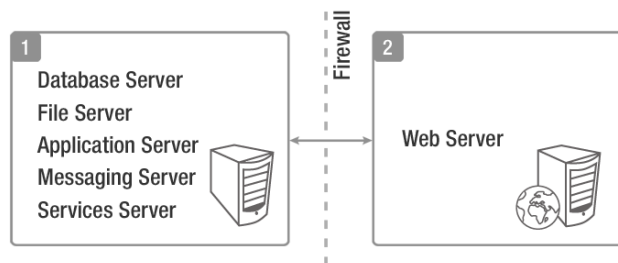 1
Database Server
File Server
Application Server
Messaging Server
Services Server
Firewall
2
Web Server